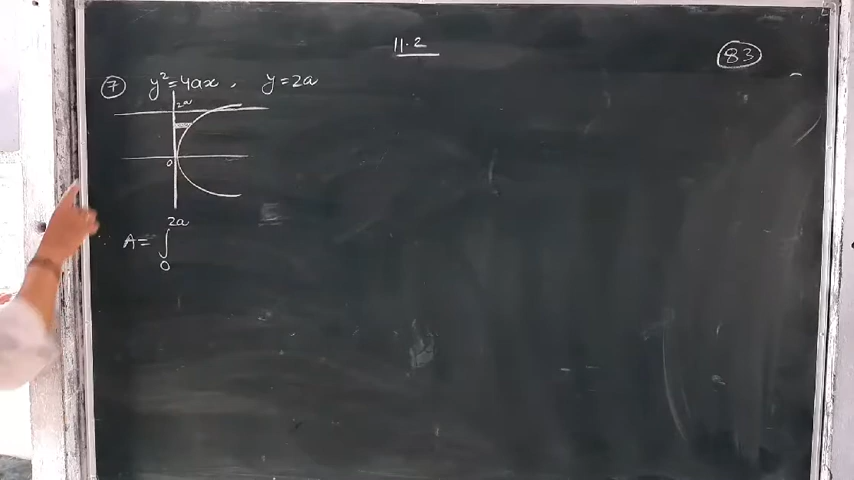 11.2
83
7 y²=4ax, y=2a
2a
0
A= ∫
2a
0